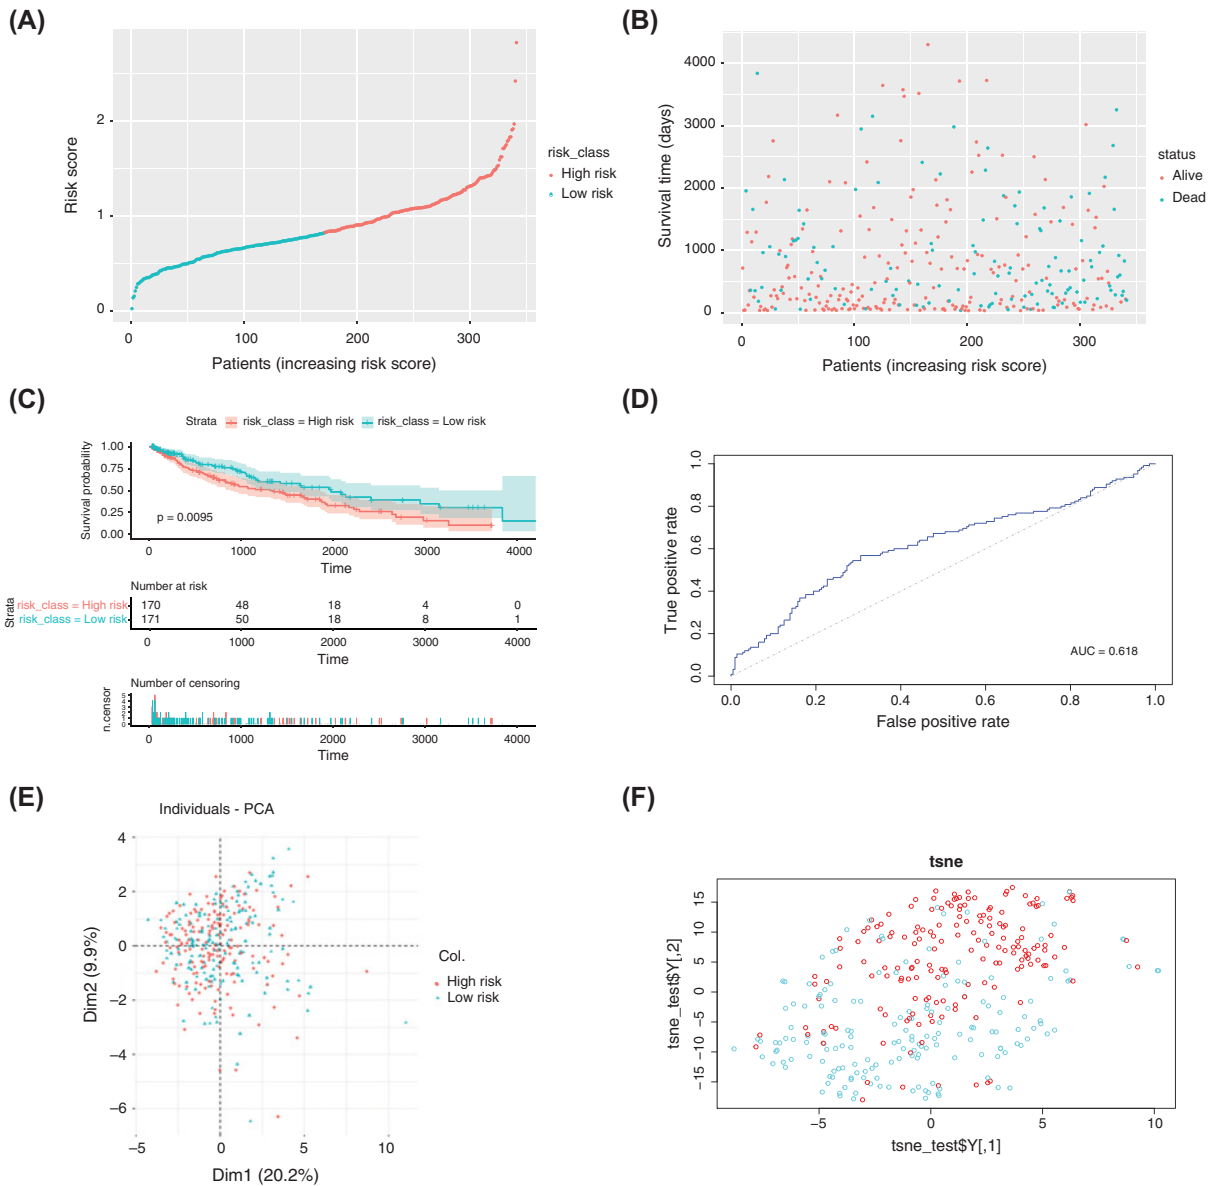 (A)
2
1
0
0
100
200
300
Risk score
Patients (increasing risk score)
risk_class
High risk
Low risk
(B)
4000
3000
2000
1000
0
0
100
200
300
Survival time (days)
Patients (increasing risk score)
status
Alive
Dead
(C)
Strata risk_class = High risk risk_class = Low risk
1.00
0.75
0.50
0.25
0.00
Survival probability
p = 0.0095
0 1000 2000 3000 4000
Time
Number at risk
Strata
risk_class = High risk 170 48 18 4 0
risk_class = Low risk 171 50 18 8 1
0 1000 2000 3000 4000
Time
Number of censoring
n.censor
5
4
3
2
1
0
0 1000 2000 3000 4000
Time
(D)
1.0
0.8
0.6
0.4
0.2
0.0
True positive rate
AUC = 0.618
0.0 0.2 0.4 0.6 0.8 1.0
False positive rate
(E)
Individuals - PCA
4
2
0
−2
−4
−6
Dim2 (9.9%)
−5 0 5 10
Dim1 (20.2%)
Col.
High risk
Low risk
(F)
tsne
15
10
5
0
−5
−10
−15
tsne_test$Y[,2]
−5 0 5 10
tsne_test$Y[,1]